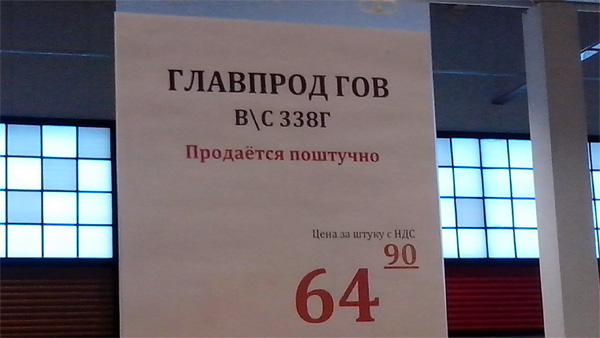 ГЛАВПРОД ГОВ
В\С 338Г
Продаётся поштучно
Цена за штуку с НДС
64 90